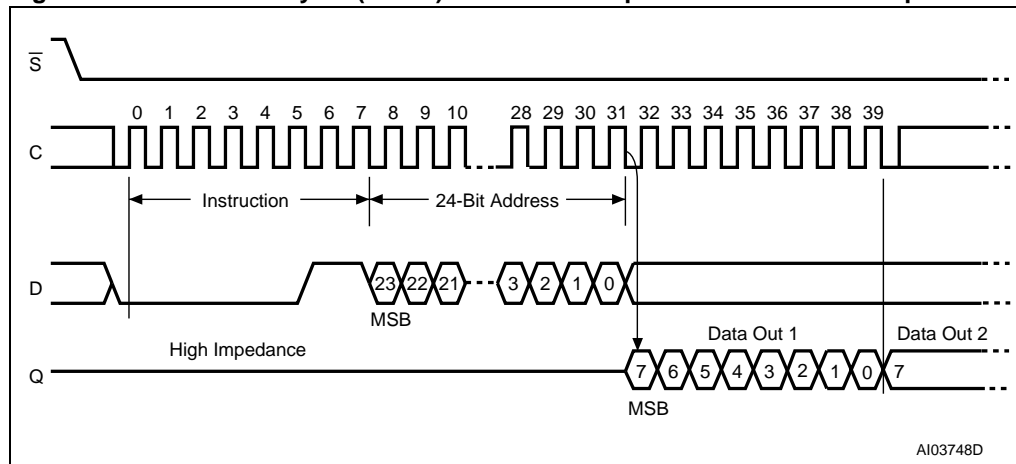 S
0 1 2 3 4 5 6 7 8 9 10 28 29 30 31 32 33 34 35 36 37 38 39
C
Instruction 24-Bit Address
D 23 22 21 3 2 1 0
MSB
High Impedance Data Out 1 Data Out 2
Q 7 6 5 4 3 2 1 0 7
MSB
AI03748D